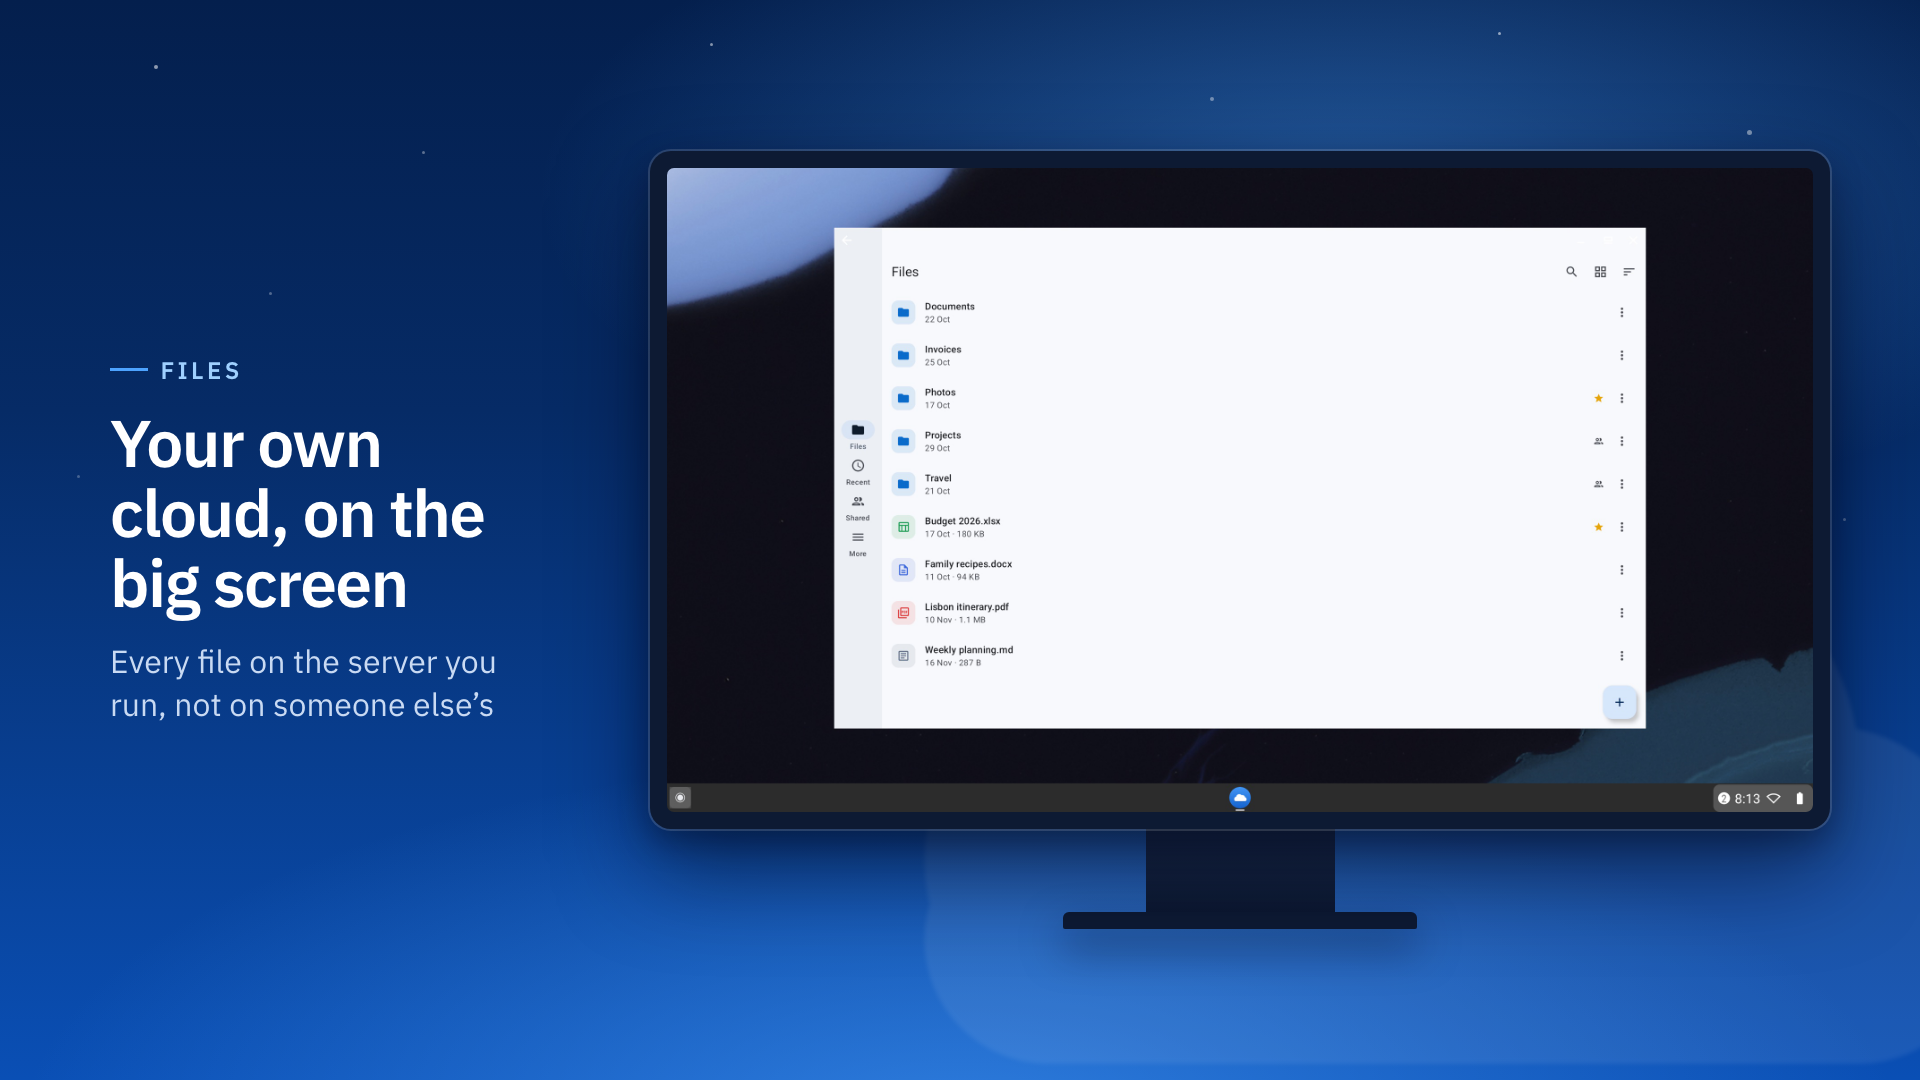 FILES
Your own
cloud, on the
big screen
Every file on the server you
run, not on someone else’s
Files
Documents
22 Oct
Invoices
25 Oct
Photos
17 Oct
Projects
29 Oct
Travel
21 Oct
Budget 2026.xlsx
17 Oct · 180 KB
Family recipes.docx
11 Oct · 94 KB
Lisbon itinerary.pdf
10 Nov · 1.1 MB
Weekly planning.md
16 Nov · 287 B
Files
Recent
Shared
More
2 8:13